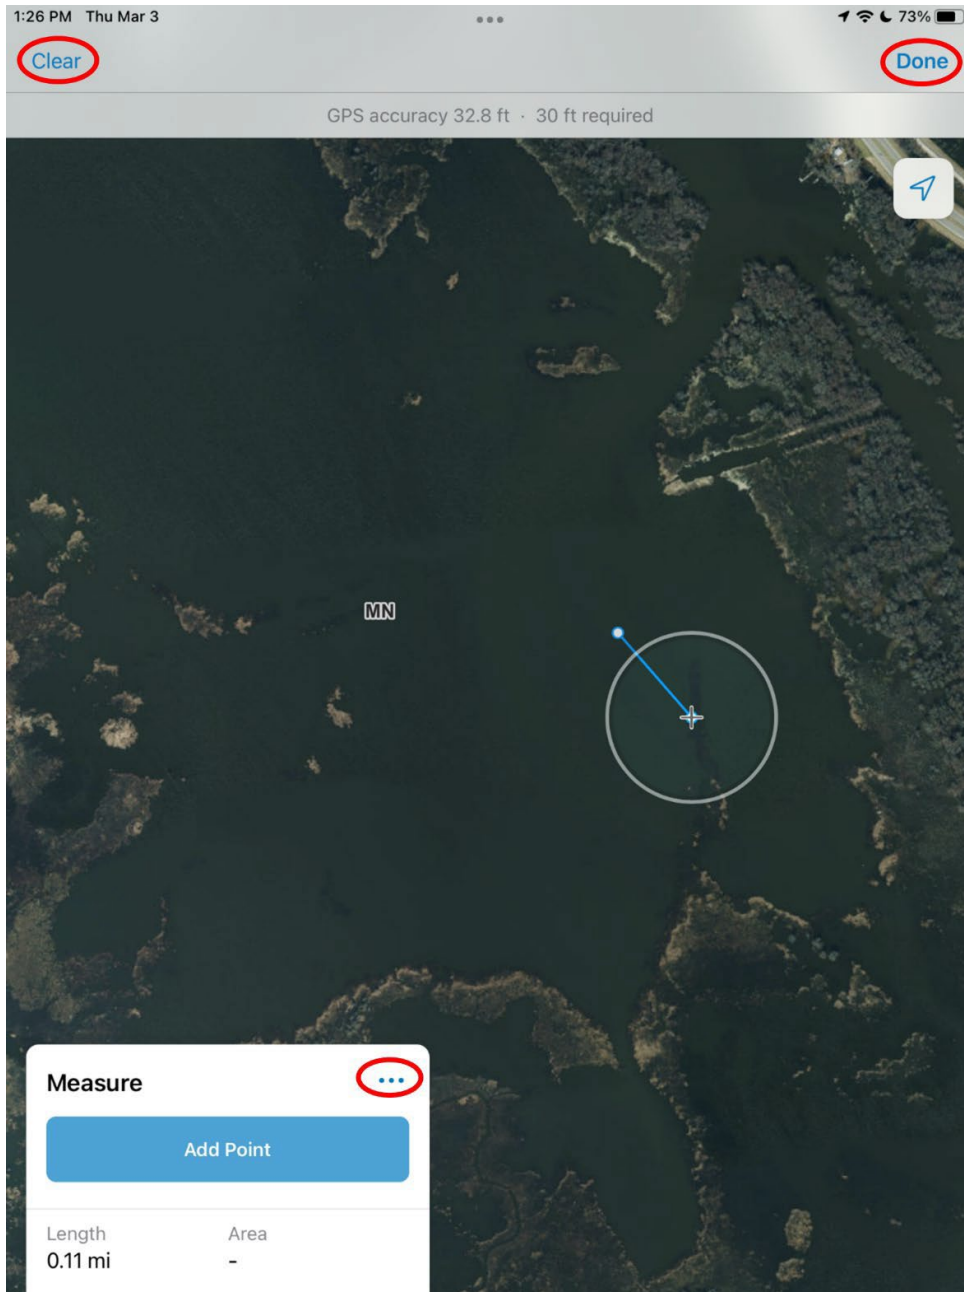 1:26 PM Thu Mar 3
73%
Clear
Done
GPS accuracy 32.8 ft · 30 ft required
MN
Measure
Add Point
Length Area
0.11 mi -